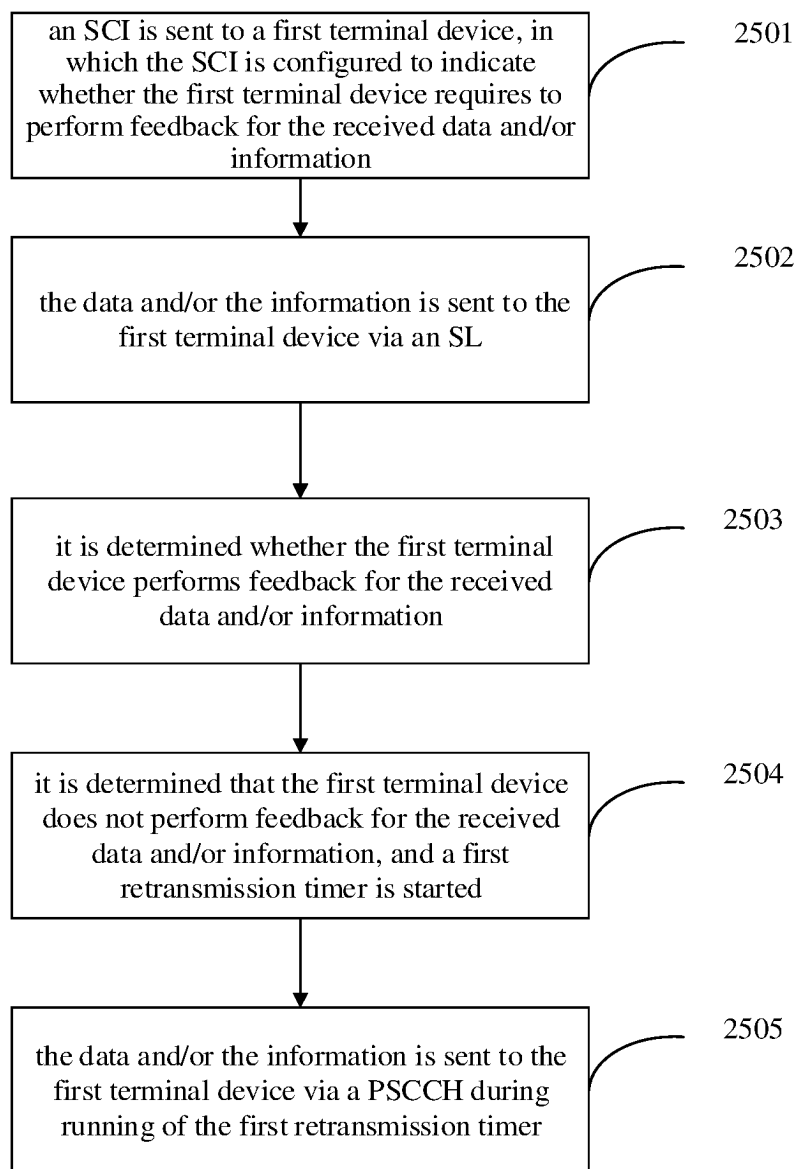 an SCI is sent to a first terminal device, in
which the SCI is configured to indicate
whether the first terminal device requires to
perform feedback for the received data and/or
information
2501
the data and/or the information is sent to the
first terminal device via an SL
2502
it is determined whether the first terminal
device performs feedback for the received
data and/or information
2503
it is determined that the first terminal device
does not perform feedback for the received
data and/or information, and a first
retransmission timer is started
2504
the data and/or the information is sent to the
first terminal device via a PSCCH during
running of the first retransmission timer
2505